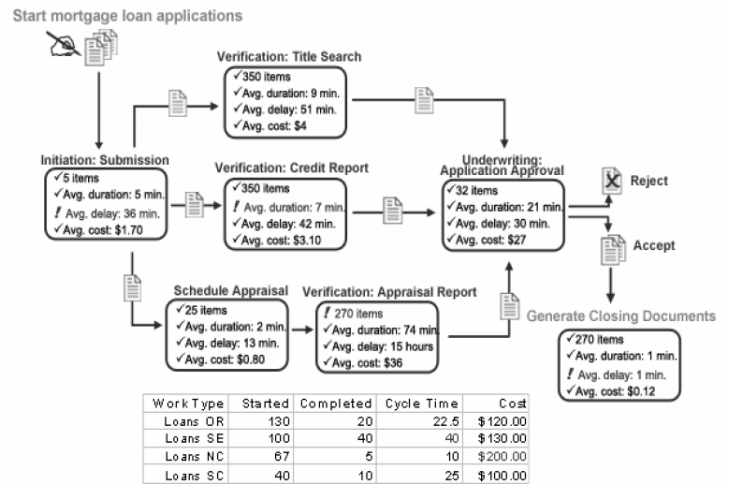 Start mortgage loan applications
Verification: Title Search
✓350 items
✓Avg. duration: 9 min.
✓Avg. delay: 51 min.
✓Avg. cost: $4
Initiation: Submission
✓5 items
✓Avg. duration: 5 min.
! Avg. delay: 36 min.
✓Avg. cost: $1.70
Verification: Credit Report
✓350 items
! Avg. duration: 7 min.
✓Avg. delay: 42 min.
✓Avg. cost: $3.10
Underwriting:
Application Approval
✓32 items
✓Avg. duration: 21 min.
✓Avg. delay: 30 min.
✓Avg. cost: $27
Reject
Accept
Schedule Appraisal
✓25 items
✓Avg. duration: 2 min.
✓Avg. delay: 13 min.
✓Avg. cost: $0.80
Verification: Appraisal Report
! 270 items
✓Avg. duration: 74 min.
✓Avg. delay: 15 hours
✓Avg. cost: $36
Generate Closing Documents
✓270 items
✓Avg. duration: 1 min.
! Avg. delay: 1 min.
✓Avg. cost: $0.12
Work Type Started Completed Cycle Time Cost
Loans OR 130 20 22.5 $120.00
Loans SE 100 40 40 $130.00
Loans NC 67 5 10 $200.00
Loans SC 40 10 25 $100.00